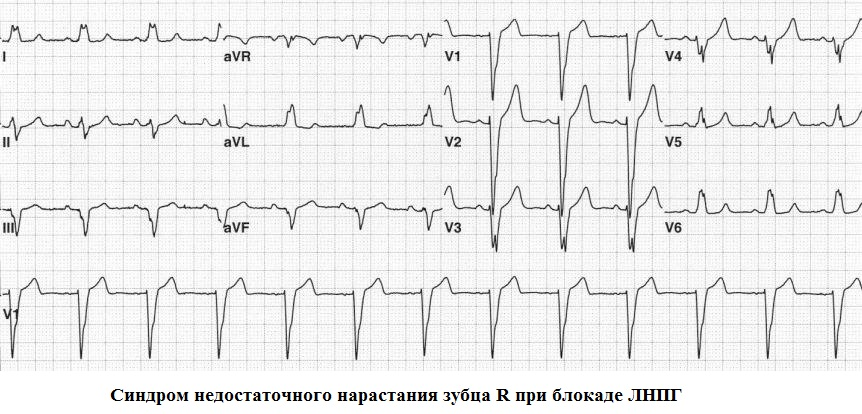 I aVR V1 V4
II aVL V2 V5
III aVF V3 V6
V1
Синдром недостаточного нарастания зубца R при блокаде ЛНПГ